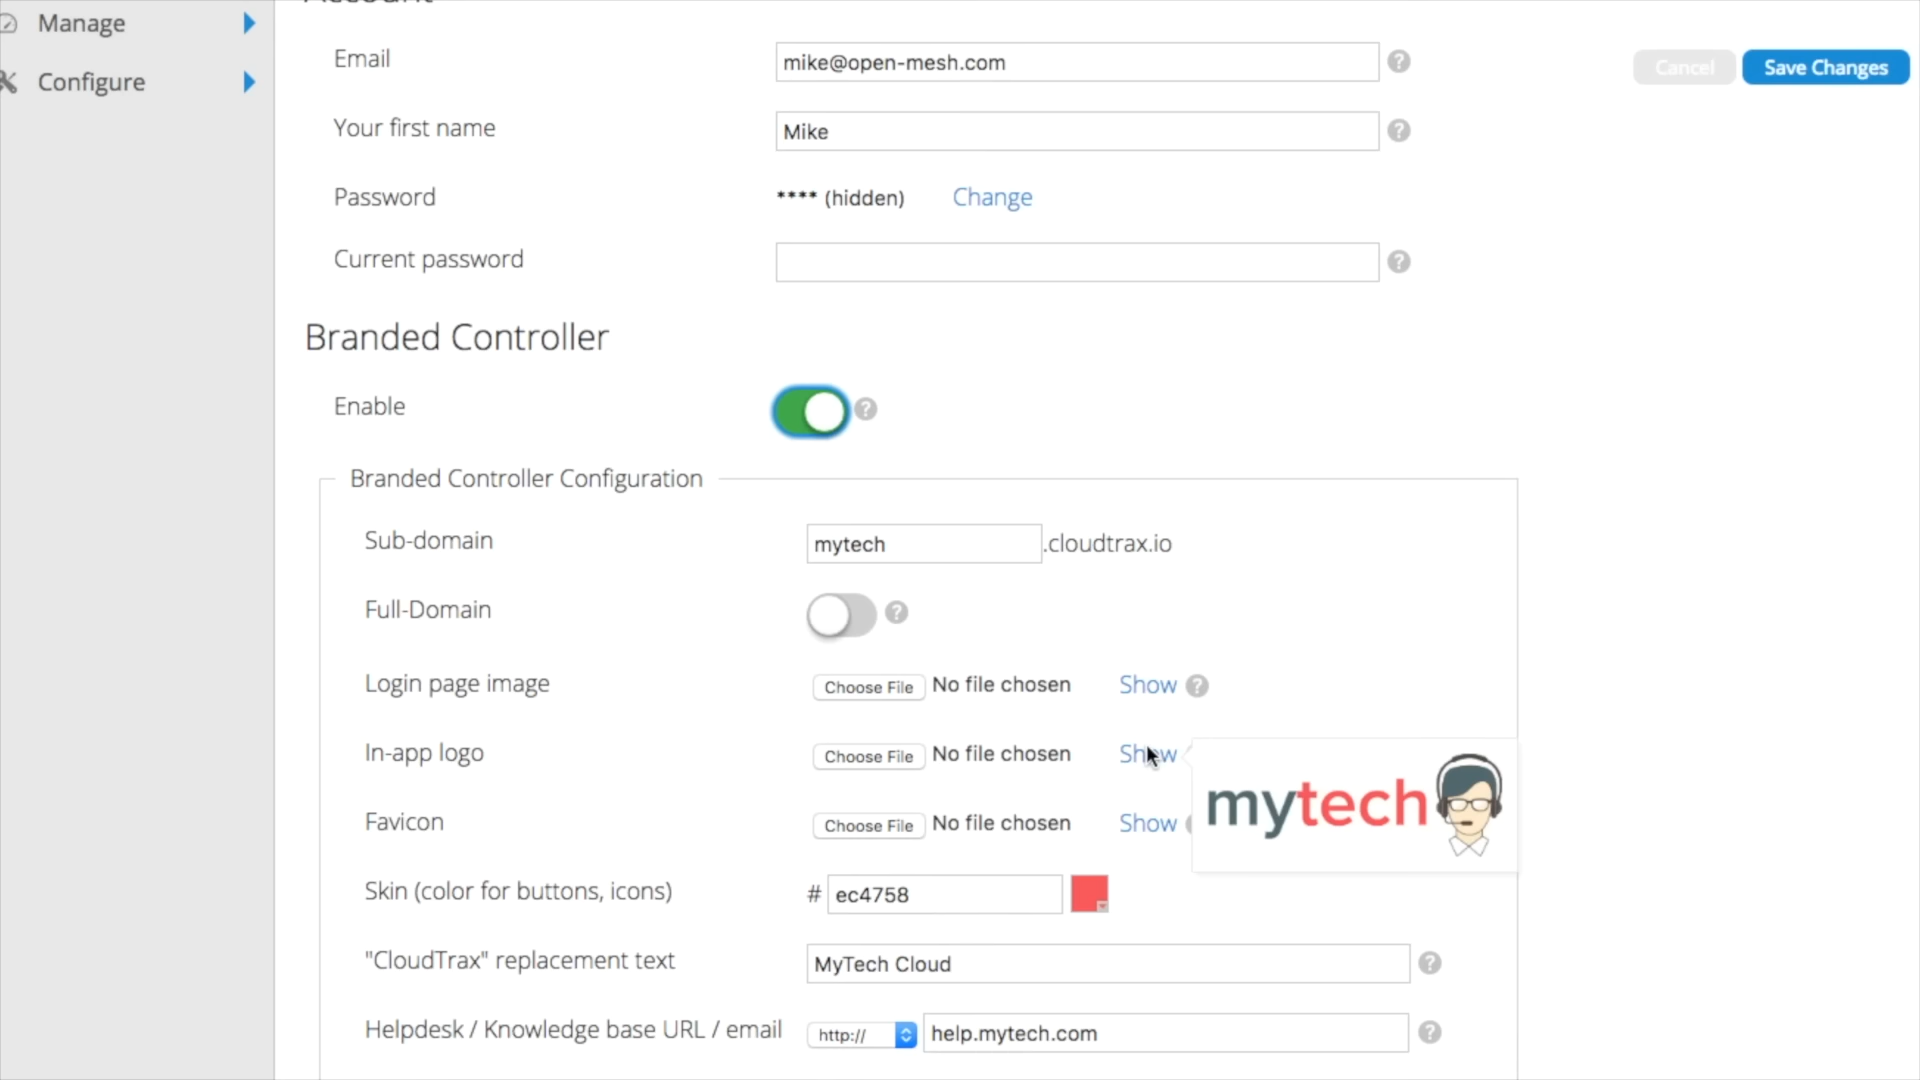 Account
Manage
Configure
Email mike@open-mesh.com ?
Cancel Save Changes
Your first name Mike ?
Password **** (hidden) Change
Current password ?
Branded Controller
Enable ?
Branded Controller Configuration
Sub-domain mytech .cloudtrax.io
Full-Domain ?
Login page image Choose File No file chosen Show ?
In-app logo Choose File No file chosen Show
mytech
Favicon Choose File No file chosen Show
Skin (color for buttons, icons) # ec4758
"CloudTrax" replacement text MyTech Cloud ?
Helpdesk / Knowledge base URL / email http:// help.mytech.com ?